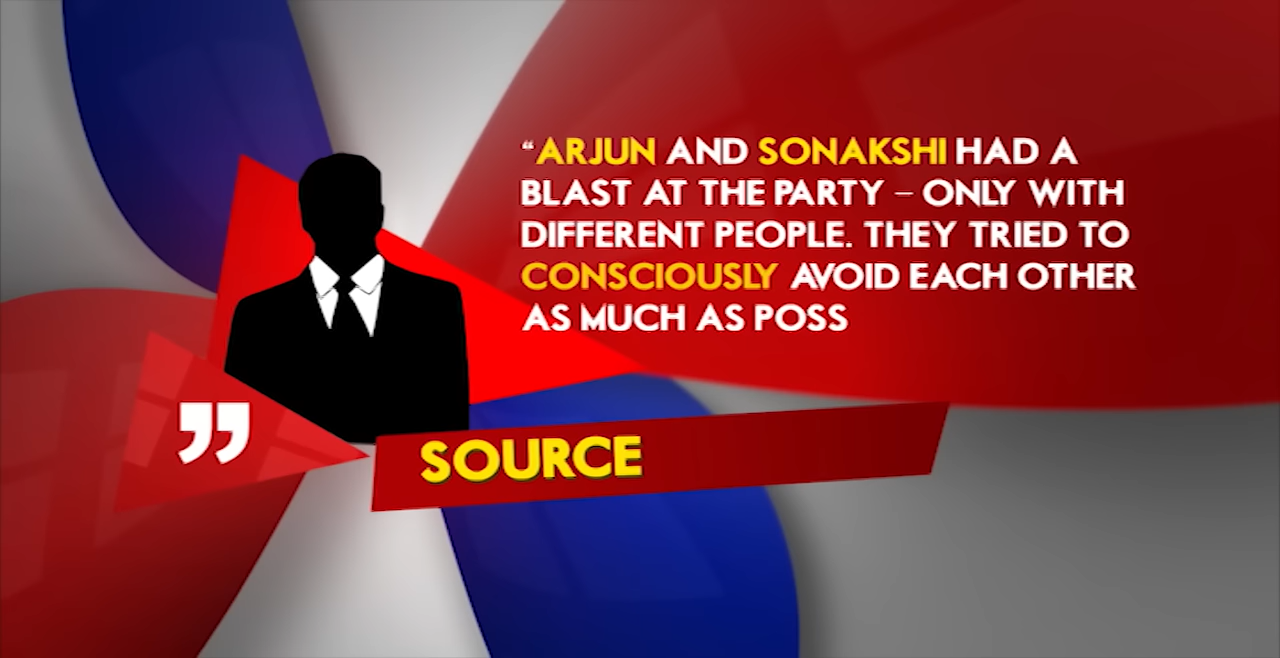 “ARJUN AND SONAKSHI HAD A
BLAST AT THE PARTY – ONLY WITH
DIFFERENT PEOPLE. THEY TRIED TO
CONSCIOUSLY AVOID EACH OTHER
AS MUCH AS POSS
”
SOURCE